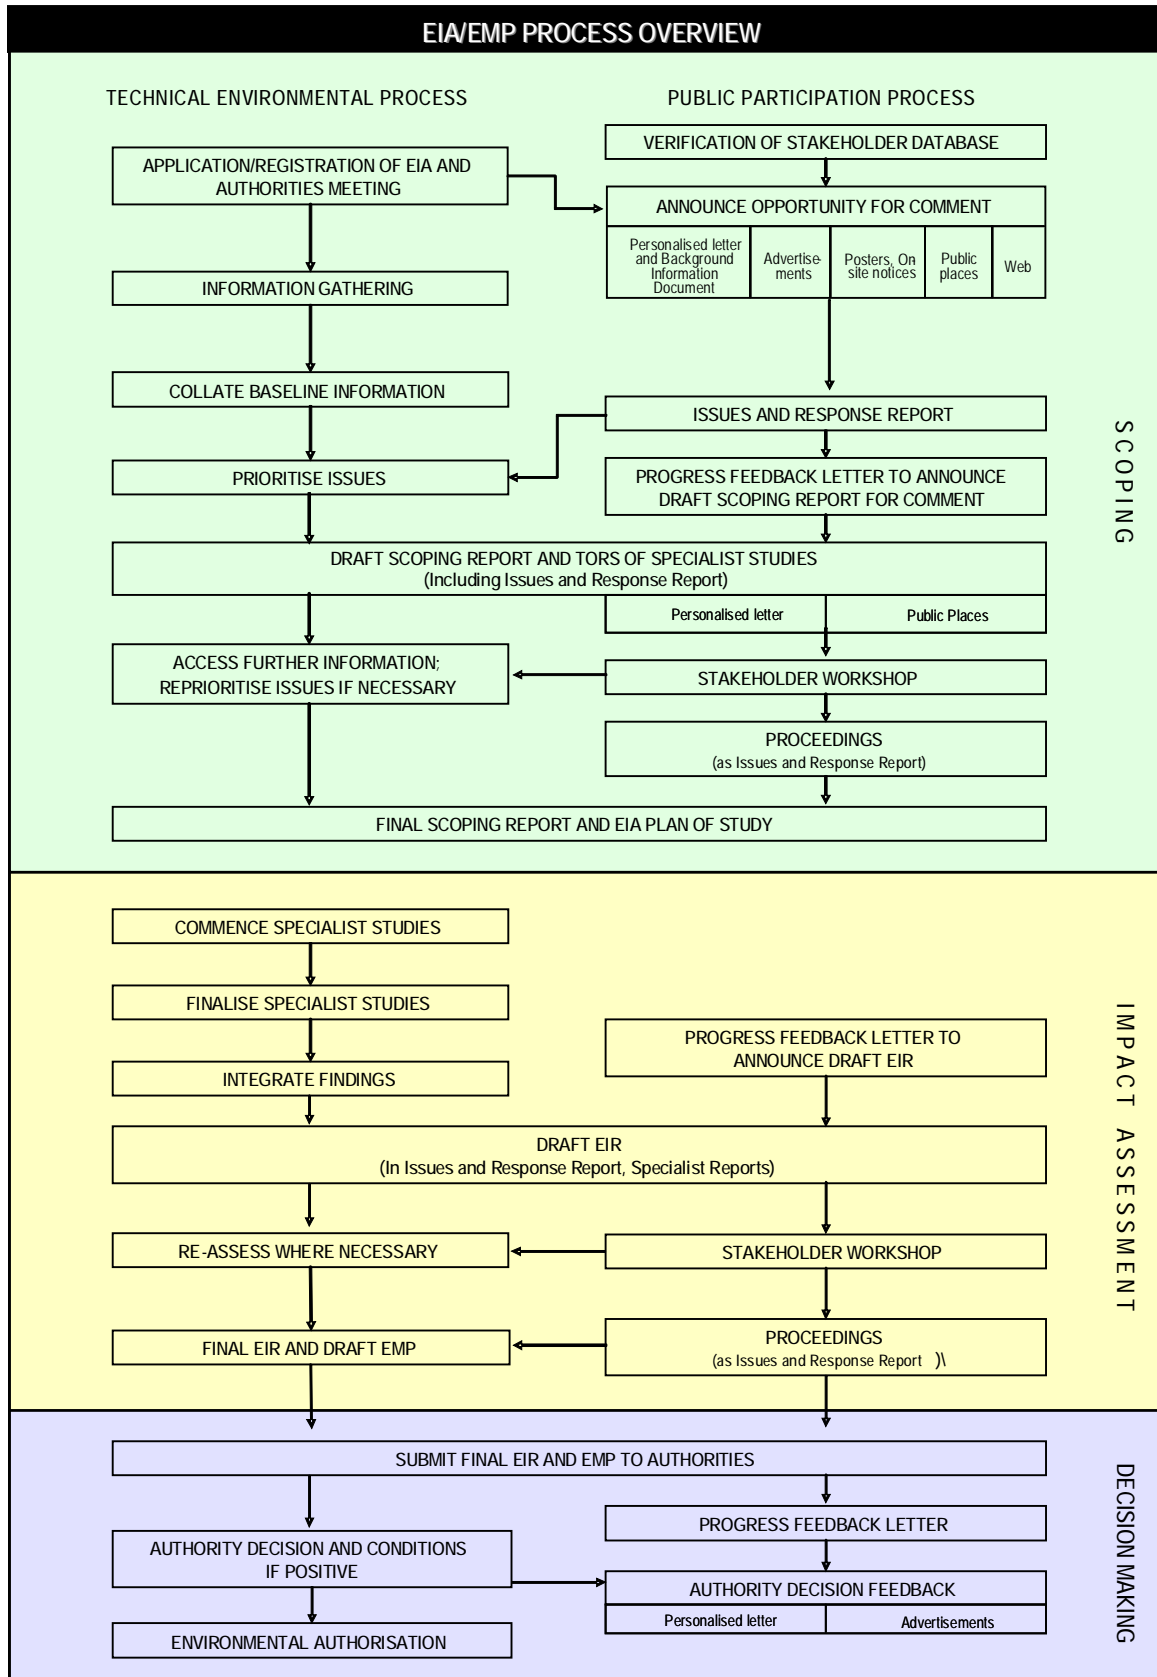 EIA/EMP PROCESS OVERVIEW
TECHNICAL ENVIRONMENTAL PROCESS
PUBLIC PARTICIPATION PROCESS
VERIFICATION OF STAKEHOLDER DATABASE
APPLICATION/REGISTRATION OF EIA AND
AUTHORITIES MEETING
ANNOUNCE OPPORTUNITY FOR COMMENT
Personalised letter
and Background
Information
Document
Advertise-
ments
Posters, On-
site notices
Public
places
Web
INFORMATION GATHERING
COLLATE BASELINE INFORMATION
ISSUES AND RESPONSE REPORT
PRIORITISE ISSUES
PROGRESS FEEDBACK LETTER TO ANNOUNCE
DRAFT SCOPING REPORT FOR COMMENT
DRAFT SCOPING REPORT AND TORS OF SPECIALIST STUDIES
(Including Issues and Response Report)
Personalised letter
Public Places
ACCESS FURTHER INFORMATION;
REPRIORITISE ISSUES IF NECESSARY
STAKEHOLDER WORKSHOP
PROCEEDINGS
(as Issues and Response Report)
FINAL SCOPING REPORT AND EIA PLAN OF STUDY
SCOPING
COMMENCE SPECIALIST STUDIES
FINALISE SPECIALIST STUDIES
PROGRESS FEEDBACK LETTER TO
ANNOUNCE DRAFT EIR
INTEGRATE FINDINGS
DRAFT EIR
(In Issues and Response Report, Specialist Reports)
RE-ASSESS WHERE NECESSARY
STAKEHOLDER WORKSHOP
FINAL EIR AND DRAFT EMP
PROCEEDINGS
(as Issues and Response Report )\
IMPACT ASSESSMENT
SUBMIT FINAL EIR AND EMP TO AUTHORITIES
PROGRESS FEEDBACK LETTER
AUTHORITY DECISION AND CONDITIONS
IF POSITIVE
AUTHORITY DECISION FEEDBACK
Personalised letter
Advertisements
ENVIRONMENTAL AUTHORISATION
DECISION MAKING